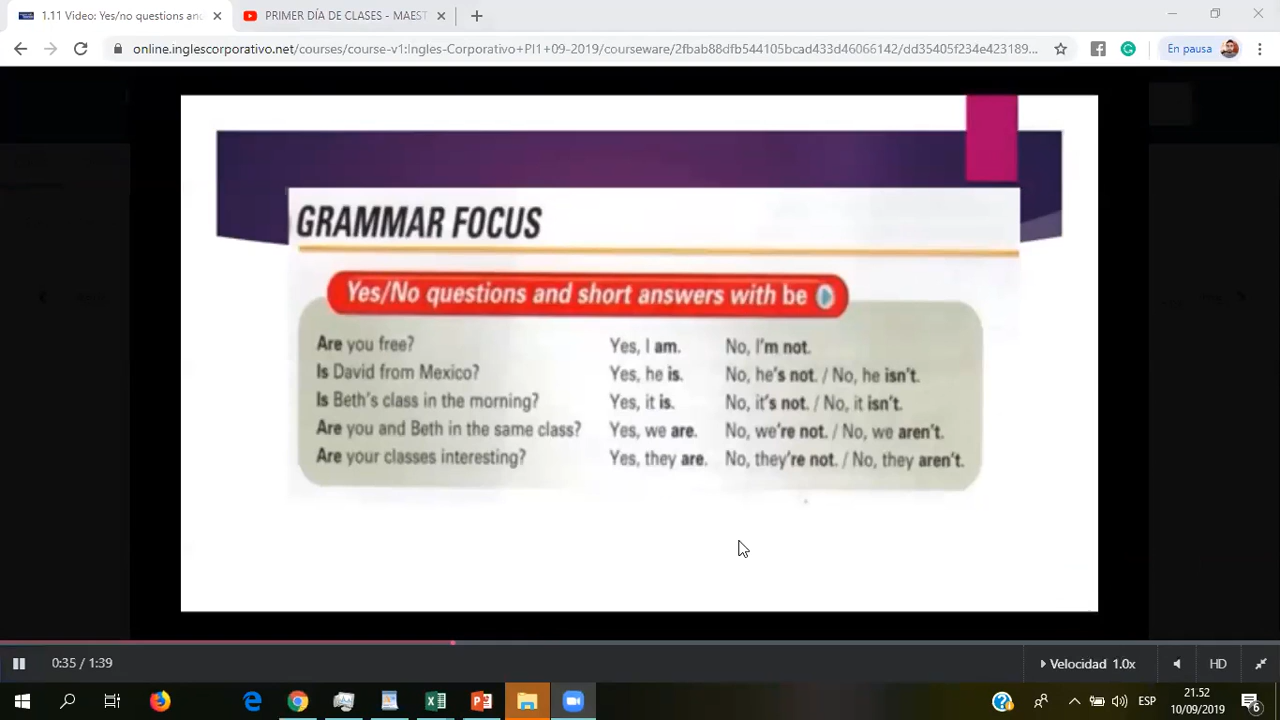 1.11 Video: Yes/no questions and
PRIMER DÍA DE CLASES - MAEST
online.inglescorporativo.net/courses/course-v1:Ingles-Corporativo+PI1+09-2019/courseware/2fbab88dfb544105bcad433d46066142/dd35405f234e423189...
En pausa
GRAMMAR FOCUS
Yes/No questions and short answers with be
Are you free? Yes, I am. No, I'm not.
Is David from Mexico? Yes, he is. No, he's not. / No, he isn't.
Is Beth's class in the morning? Yes, it is. No, it's not. / No, it isn't.
Are you and Beth in the same class? Yes, we are. No, we're not. / No, we aren't.
Are your classes interesting? Yes, they are. No, they're not. / No, they aren't.
0:35 / 1:39
Velocidad 1.0x
HD
ESP
21.52
10/09/2019
6